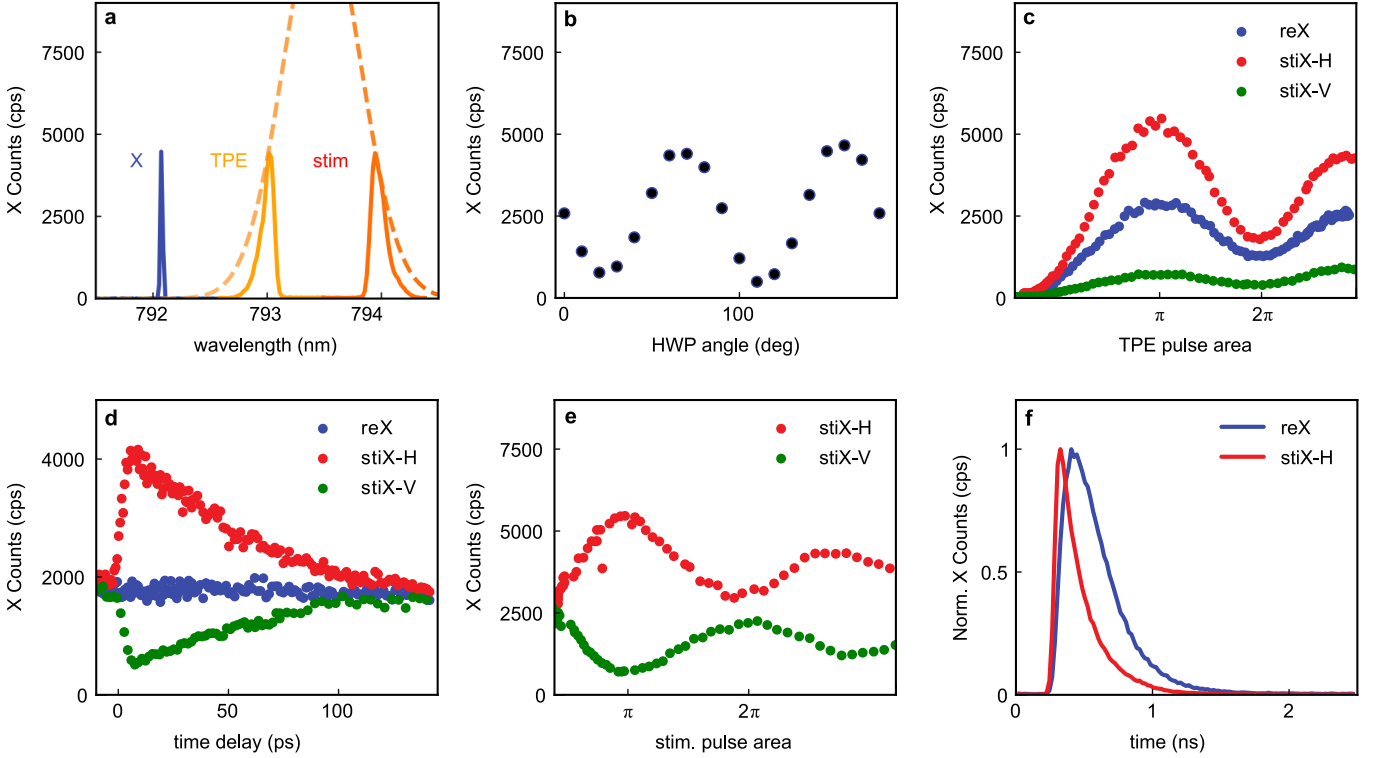 a
X Counts (cps)
7500
5000
2500
0
X
TPE
stim
792
793
794
wavelength (nm)
b
X Counts (cps)
7500
5000
2500
0
0
100
HWP angle (deg)
c
X Counts (cps)
7500
5000
2500
0
reX
stiX-H
stiX-V
π
2π
TPE pulse area
d
X Counts (cps)
4000
2000
0
reX
stiX-H
stiX-V
0
50
100
time delay (ps)
e
X Counts (cps)
7500
5000
2500
0
stiX-H
stiX-V
π
2π
stim. pulse area
f
Norm. X Counts (cps)
1
0.5
0
reX
stiX-H
0
1
2
time (ns)